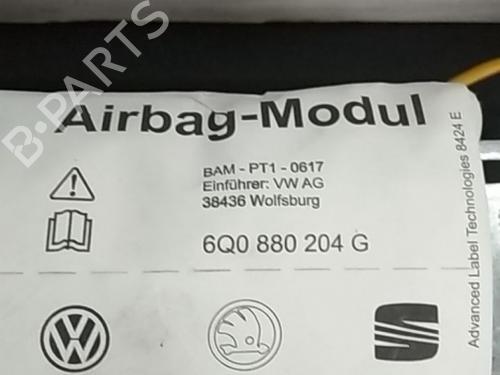 Airbag-Modul
BAM - PT1 - 0617
Einführer: VW AG
38436 Wolfsburg
6Q0 880 204 G
Advanced Label Technologies 8424 E
B-PARTS